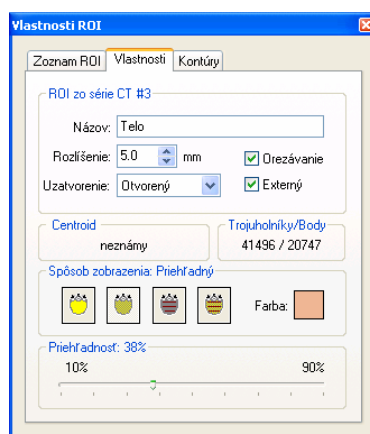 Vlastnosti ROI
Zoznam ROI Vlastnosti Kontúry
ROI zo série CT #3
Názov: Telo
Rozlíšenie: 5.0 mm Orezávanie
Uzatvorenie: Otvorený Externý
Centroid Trojuholníky/Body
neznámy 41496 / 20747
Spôsob zobrazenia: Priehľadný
Farba:
Priehľadnosť: 38%
10% 90%